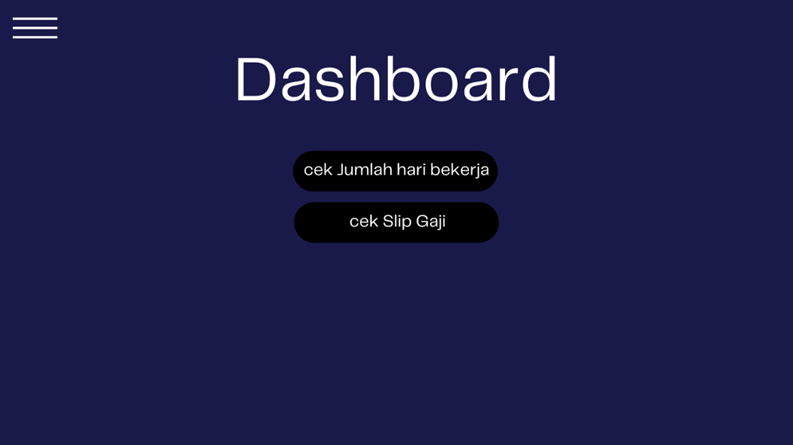 Dashboard
cek Jumlah hari bekerja
cek Slip Gaji